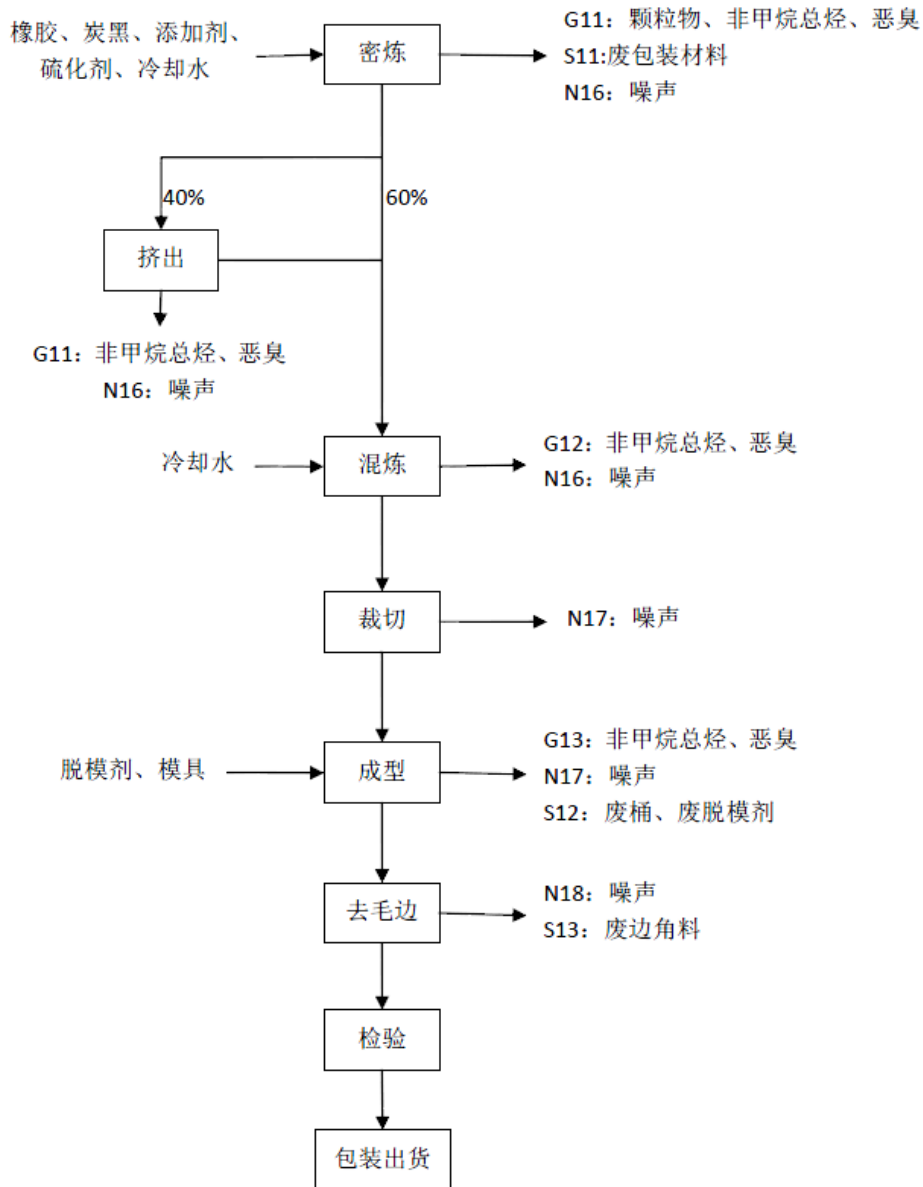 橡胶、炭黑、添加剂、
硫化剂、冷却水
密炼
G11：颗粒物、非甲烷总烃、恶臭
S11:废包装材料
N16：噪声
40%
60%
挤出
G11：非甲烷总烃、恶臭
N16：噪声
冷却水
混炼
G12：非甲烷总烃、恶臭
N16：噪声
裁切
N17：噪声
脱模剂、模具
成型
G13：非甲烷总烃、恶臭
N17：噪声
S12：废桶、废脱模剂
去毛边
N18：噪声
S13：废边角料
检验
包装出货